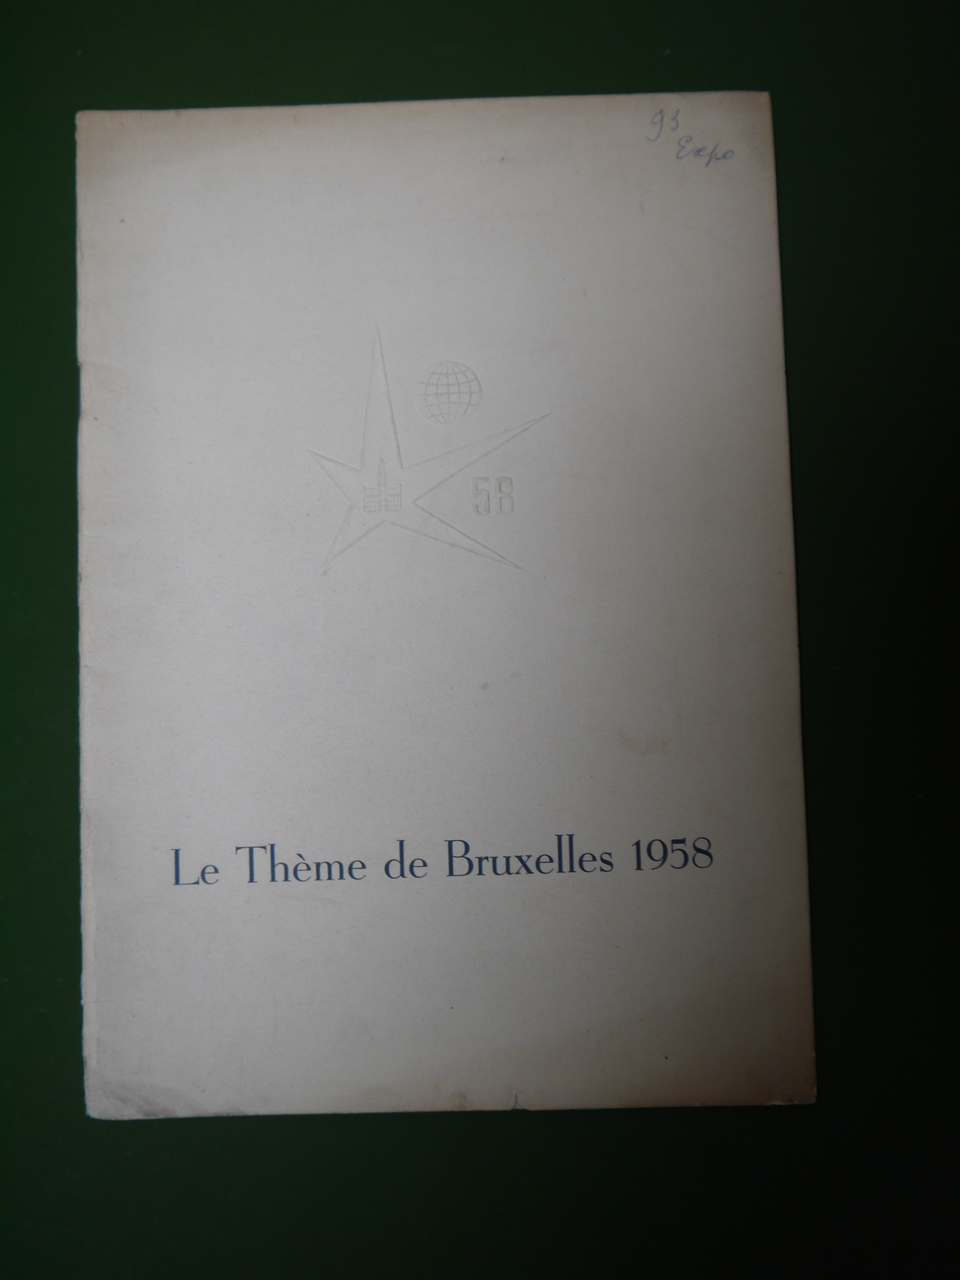 93
Expo
58
Le Thème de Bruxelles 1958